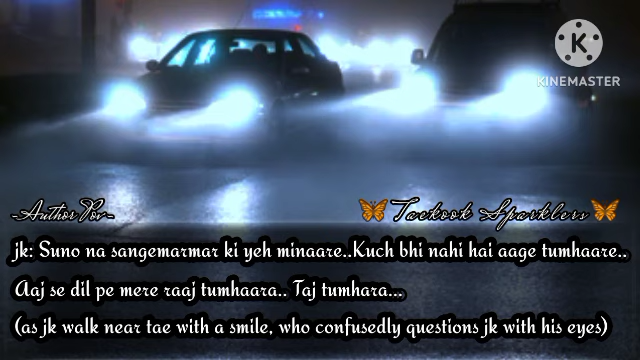 KINEMASTER
-Author Pov-
🦋Taekook Sparklers🦋
jk: Suno na sangemarmar ki yeh minaare..Kuch bhi nahi hai aage tumhaare..
Aaj se dil pe mere raaj tumhaara.. Taj tumhara...
(as jk walk near tae with a smile, who confusedly questions jk with his eyes)